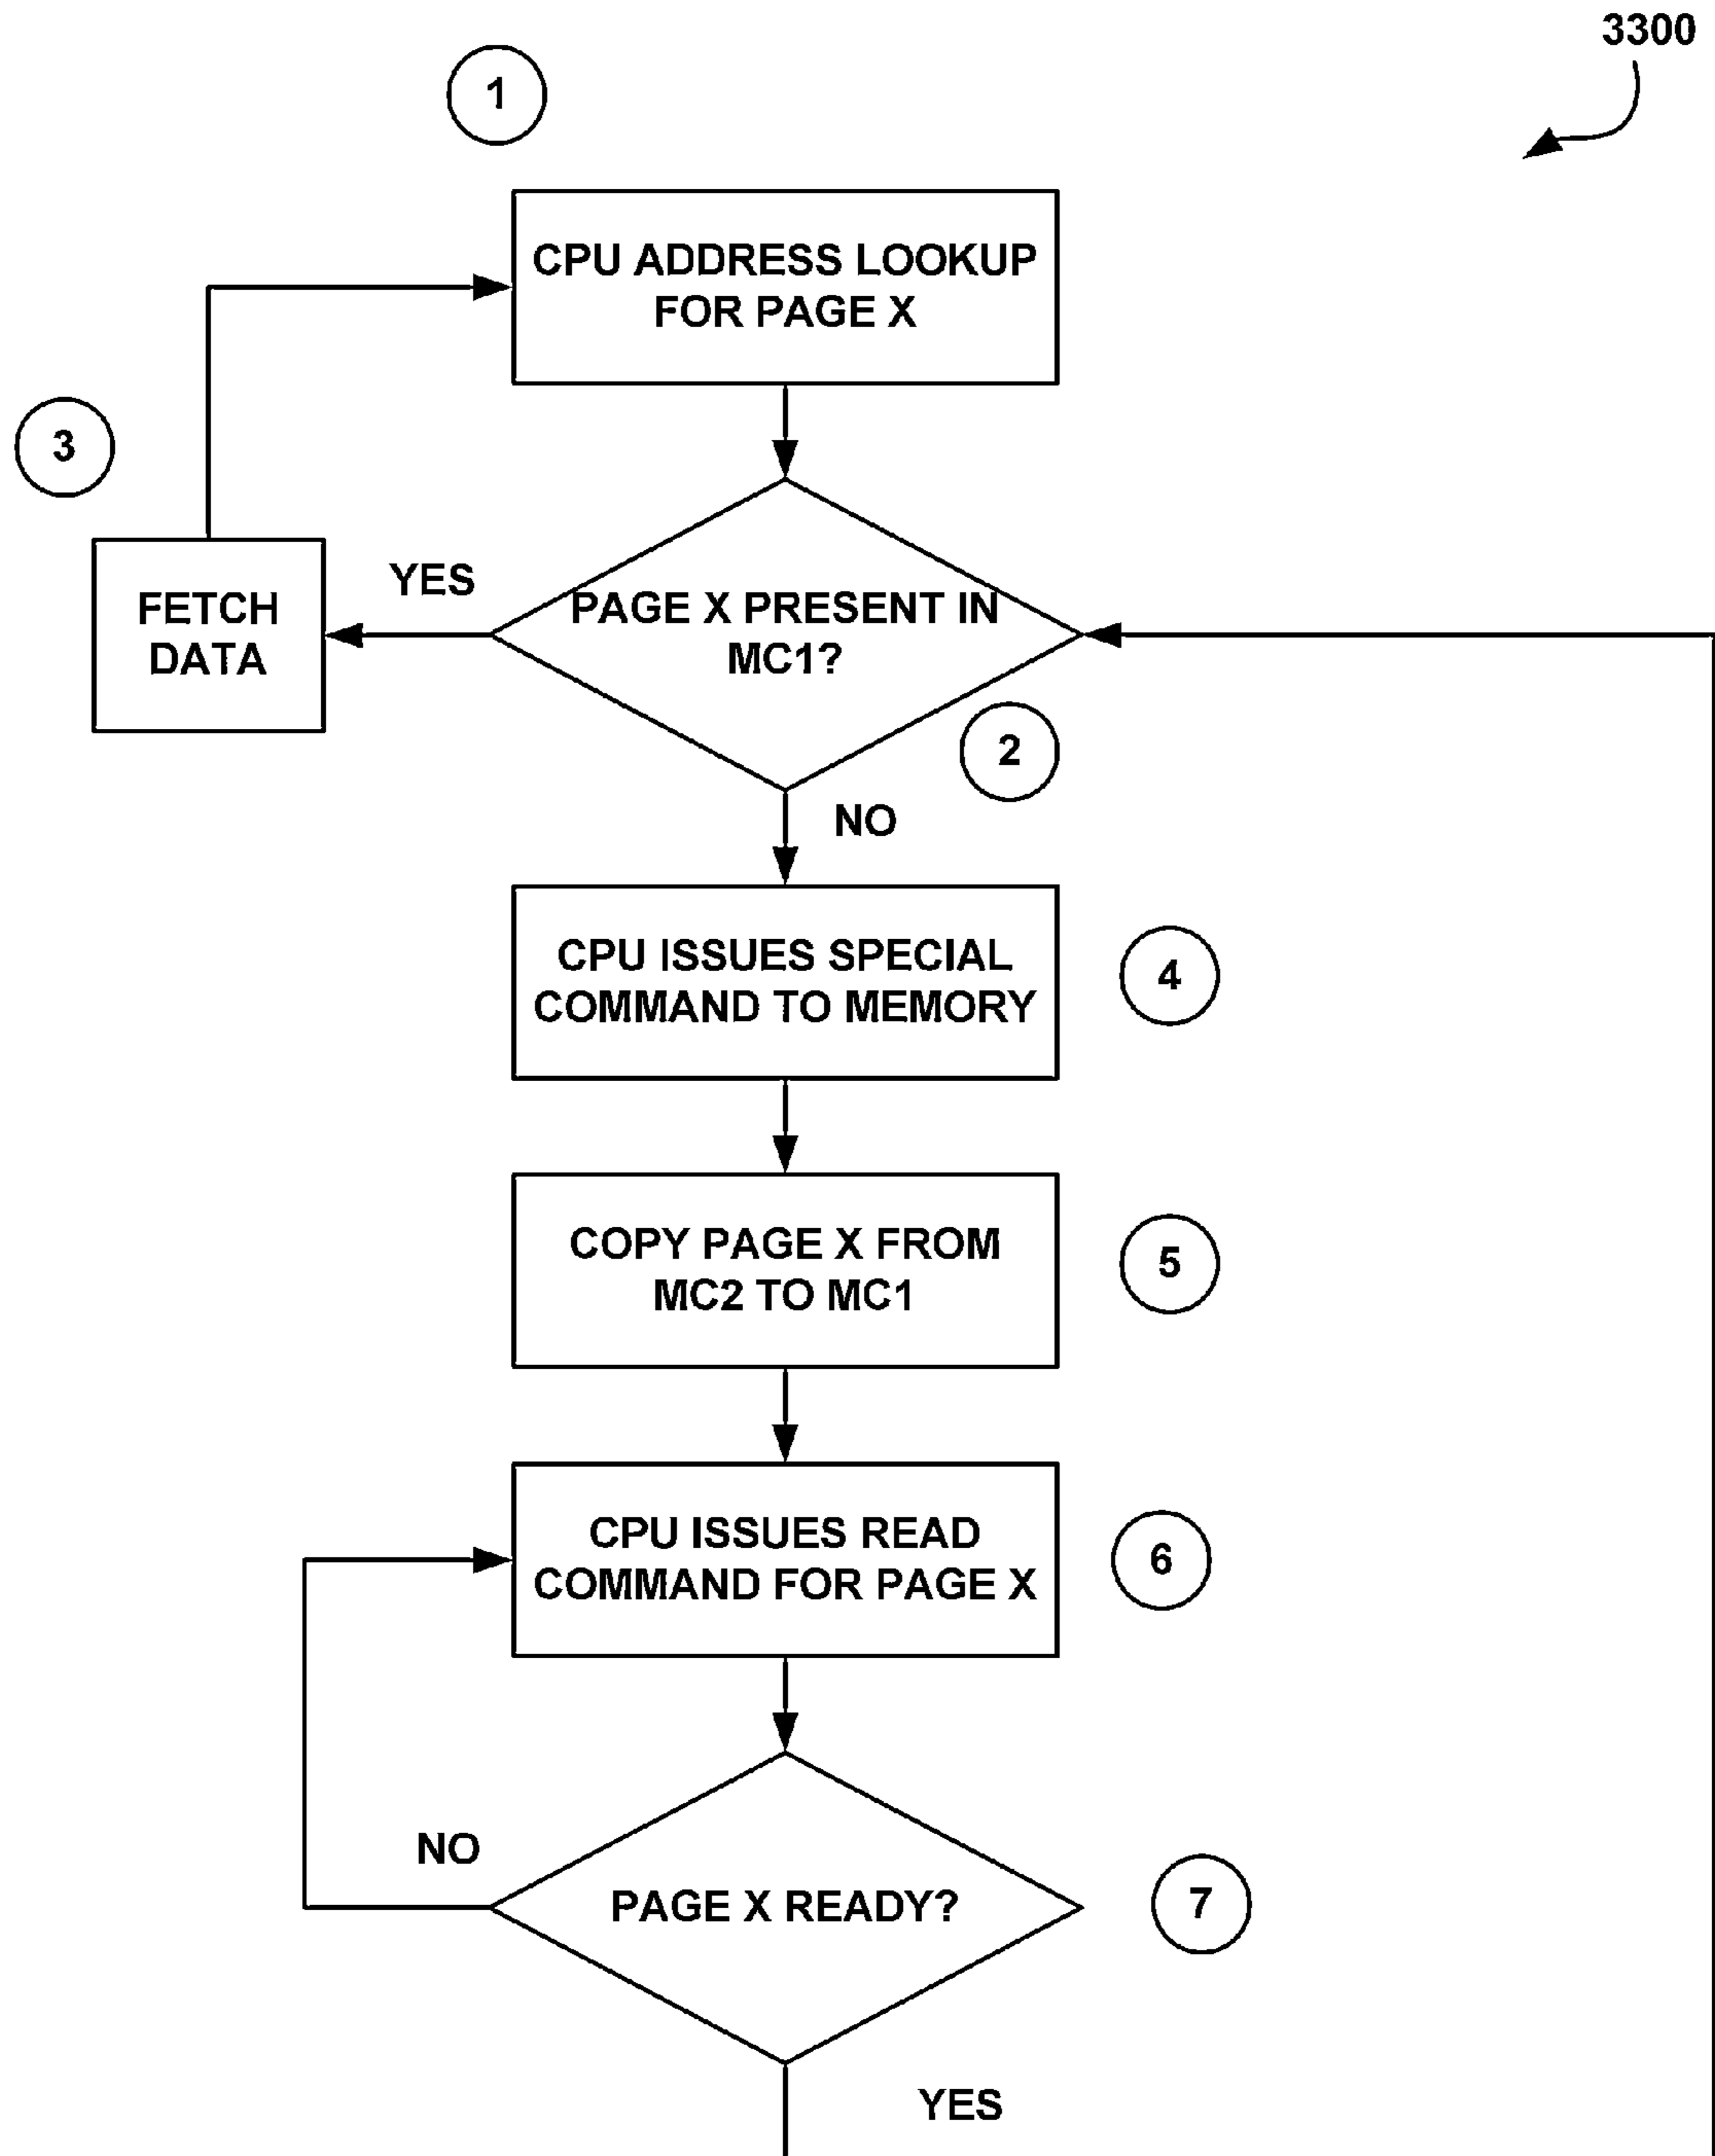 3300
1
CPU ADDRESS LOOKUP
FOR PAGE X
3
YES
FETCH
DATA
PAGE X PRESENT IN
MC1?
2
NO
CPU ISSUES SPECIAL
COMMAND TO MEMORY
4
COPY PAGE X FROM
MC2 TO MC1
5
CPU ISSUES READ
COMMAND FOR PAGE X
6
NO
PAGE X READY?
7
YES